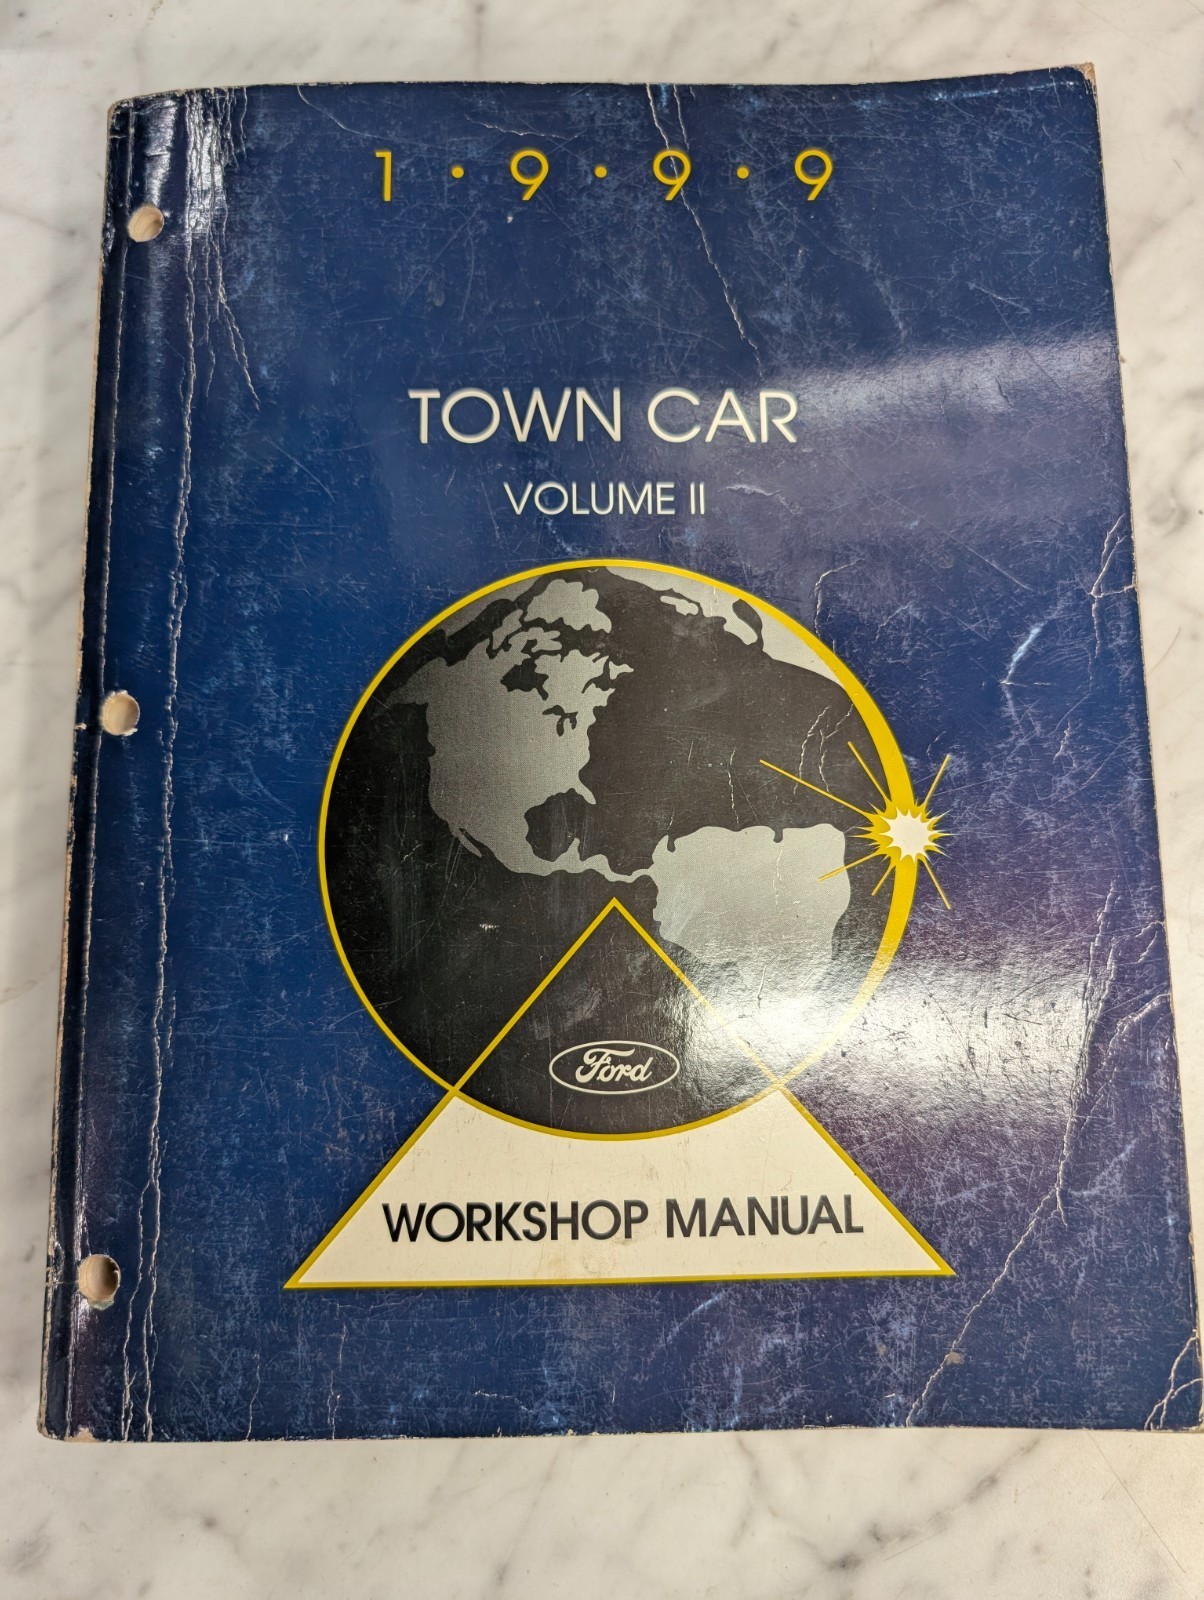 1·9·9·9
TOWN CAR
VOLUME II
Ford
WORKSHOP MANUAL